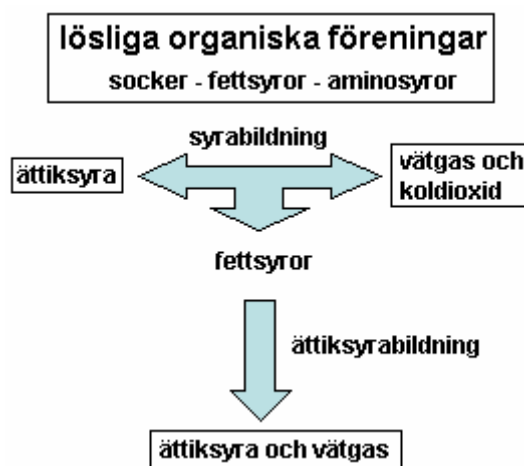 lösliga organiska föreningar
socker - fettsyror - aminosyror
syrabildning
ättiksyra
vätgas och
koldioxid
fettsyror
ättiksyrabildning
ättiksyra och vätgas